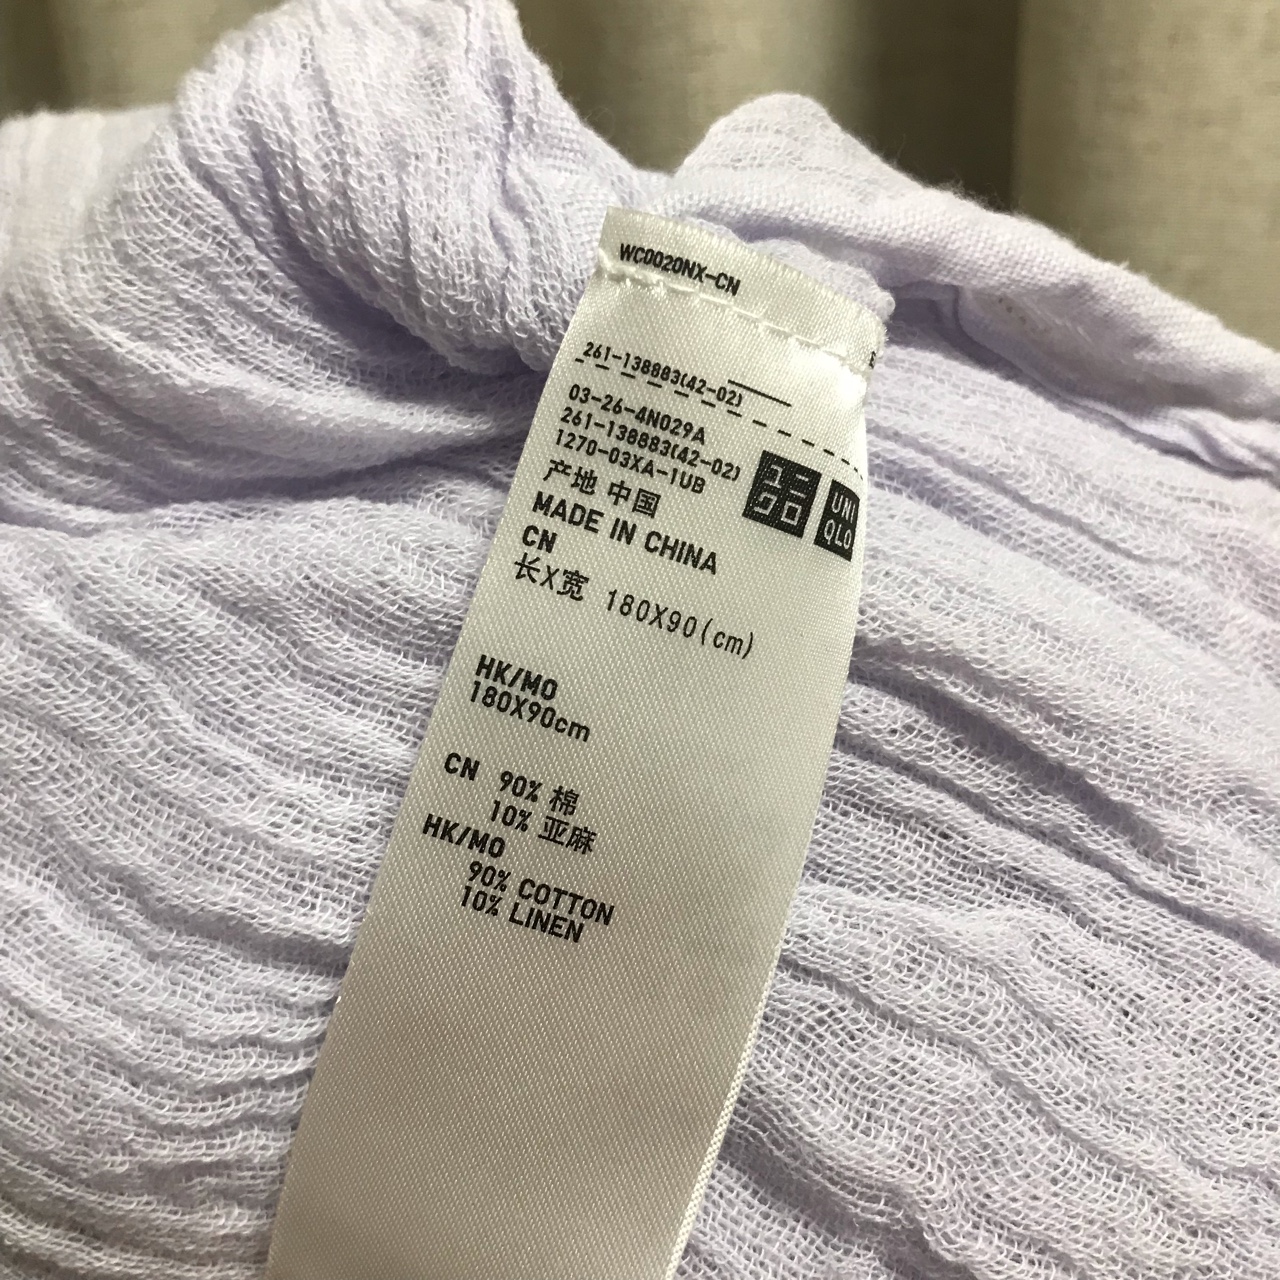 WC0020NX-CN
261-138883(42-02)
03-26-4N029A
261-138883(42-02)
1270-03XA-1UB
ユニ
クロ
UNI
QLO
产地 中国
MADE IN CHINA
CN
长X宽 180X90(cm)
HK/MO
180X90cm
CN 90% 棉
10% 亚麻
HK/MO
90% COTTON
10% LINEN